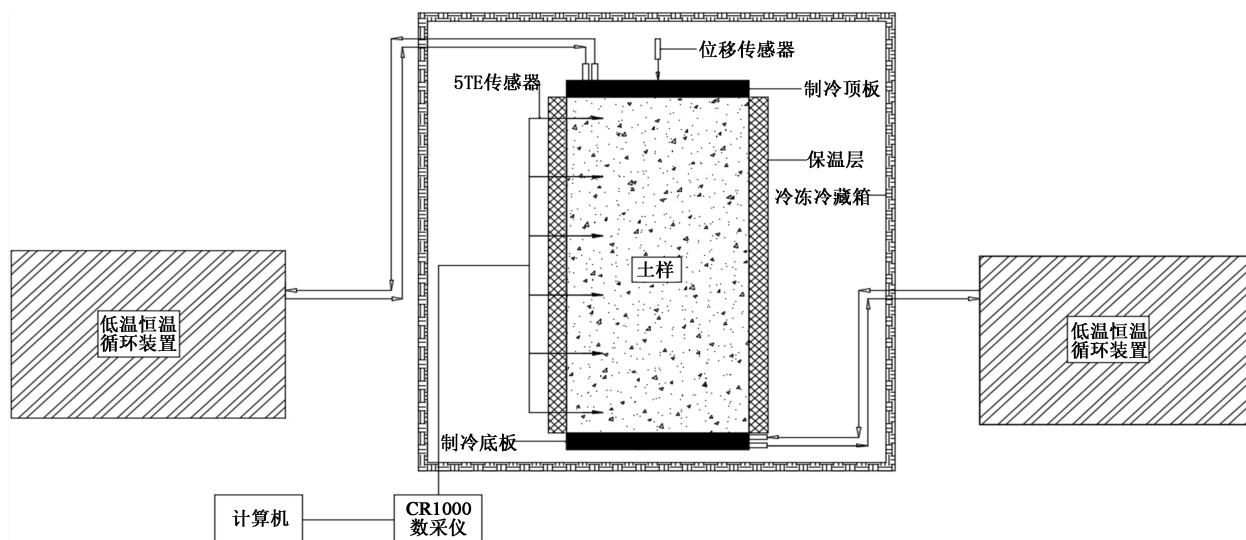 位移传感器
5TE传感器
制冷顶板
保温层
冷冻冷藏箱
土样
低温恒温
循环装置
低温恒温
循环装置
制冷底板
计算机
CR1000
数采仪